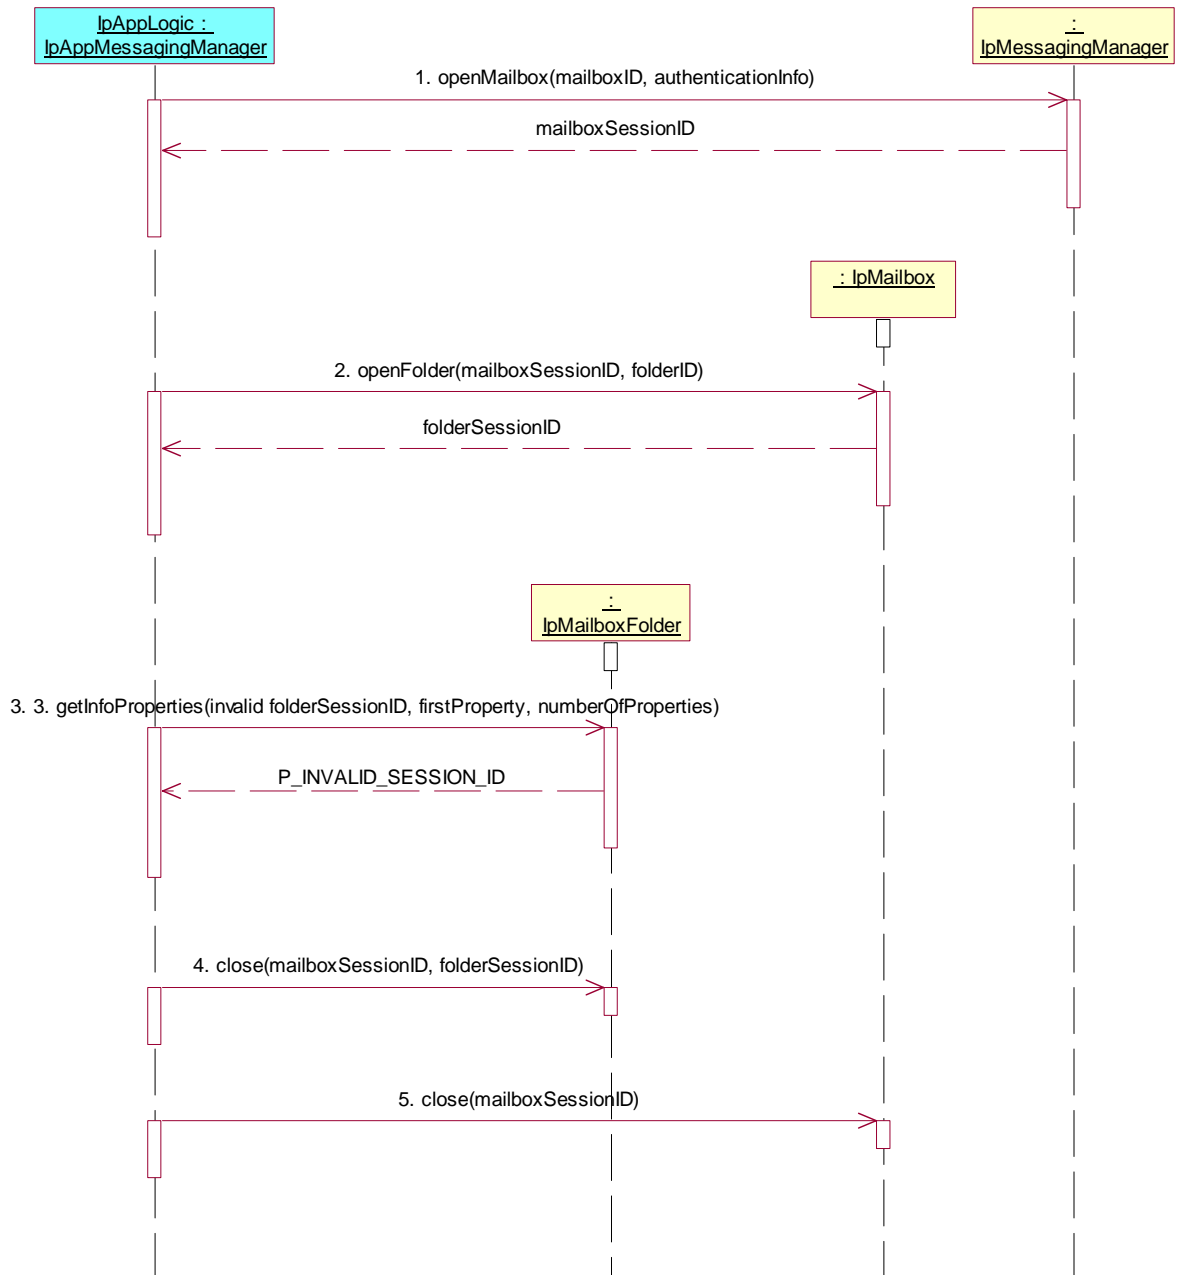 IpAppLogic :
IpAppMessagingManager
:
IpMessagingManager
1. openMailbox(mailboxID, authenticationInfo)
mailboxSessionID
: IpMailbox
2. openFolder(mailboxSessionID, folderID)
folderSessionID
:
IpMailboxFolder
3. 3. getInfoProperties(invalid folderSessionID, firstProperty, numberOfProperties)
P_INVALID_SESSION_ID
4. close(mailboxSessionID, folderSessionID)
5. close(mailboxSessionID)